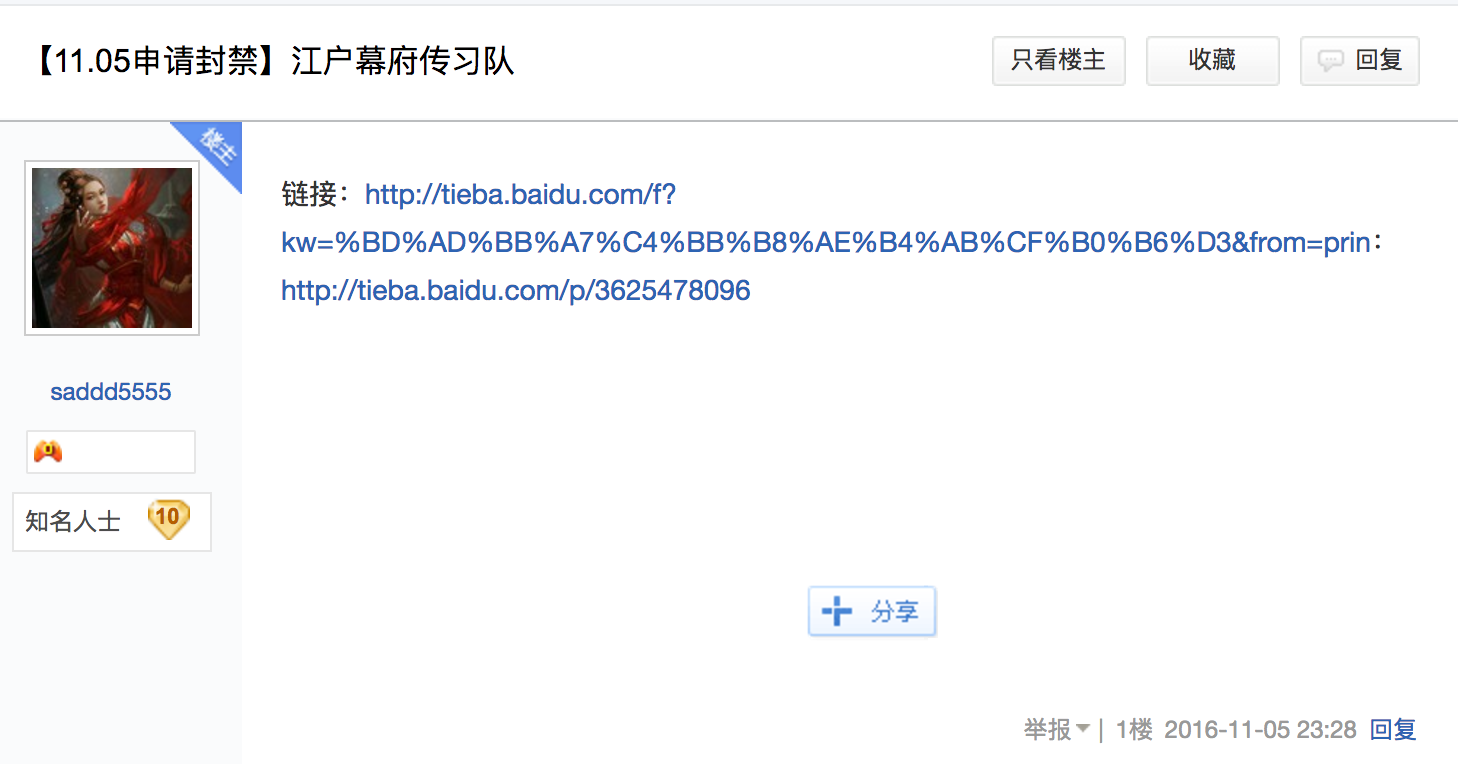 【11.05申请封禁】江户幕府传习队
只看楼主
收藏
回复
楼主
链接：http://tieba.baidu.com/f?
kw=%BD%AD%BB%A7%C4%BB%B8%AE%B4%AB%CF%B0%B6%D3&from=prin：
http://tieba.baidu.com/p/3625478096
saddd5555
知名人士 10
分享
举报 | 1楼 2016-11-05 23:28 回复